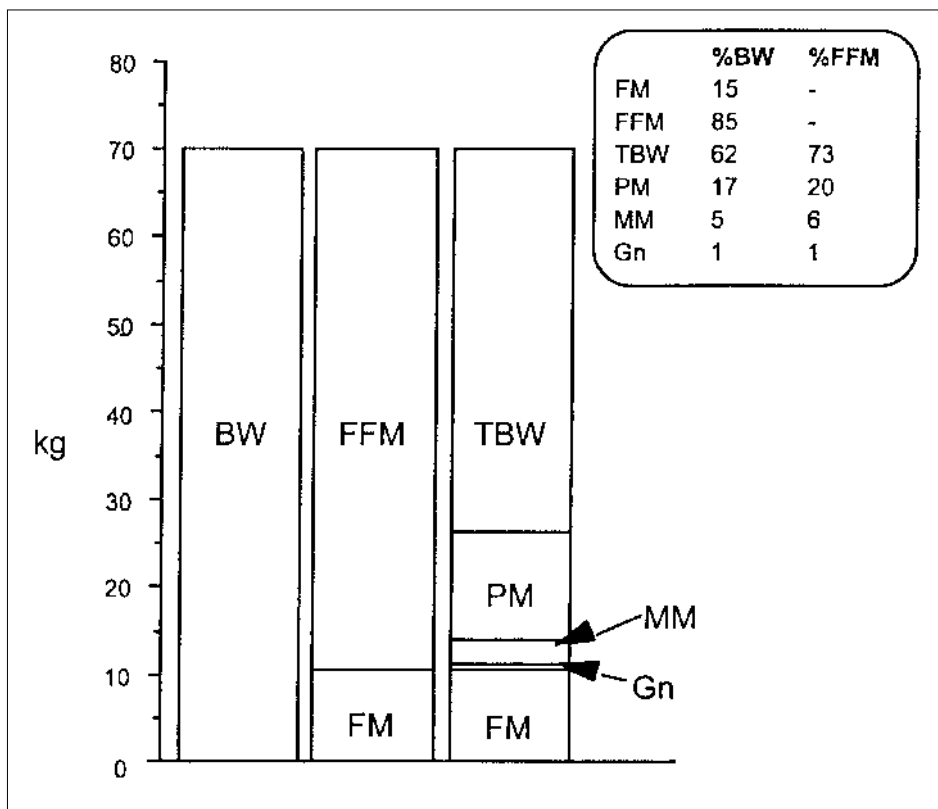 %BW %FFM
FM 15 -
FFM 85 -
TBW 62 73
PM 17 20
MM 5 6
Gn 1 1
80
70
60
50
40
30
20
10
0
kg
BW
FFM
FM
TBW
PM
FM
MM
Gn